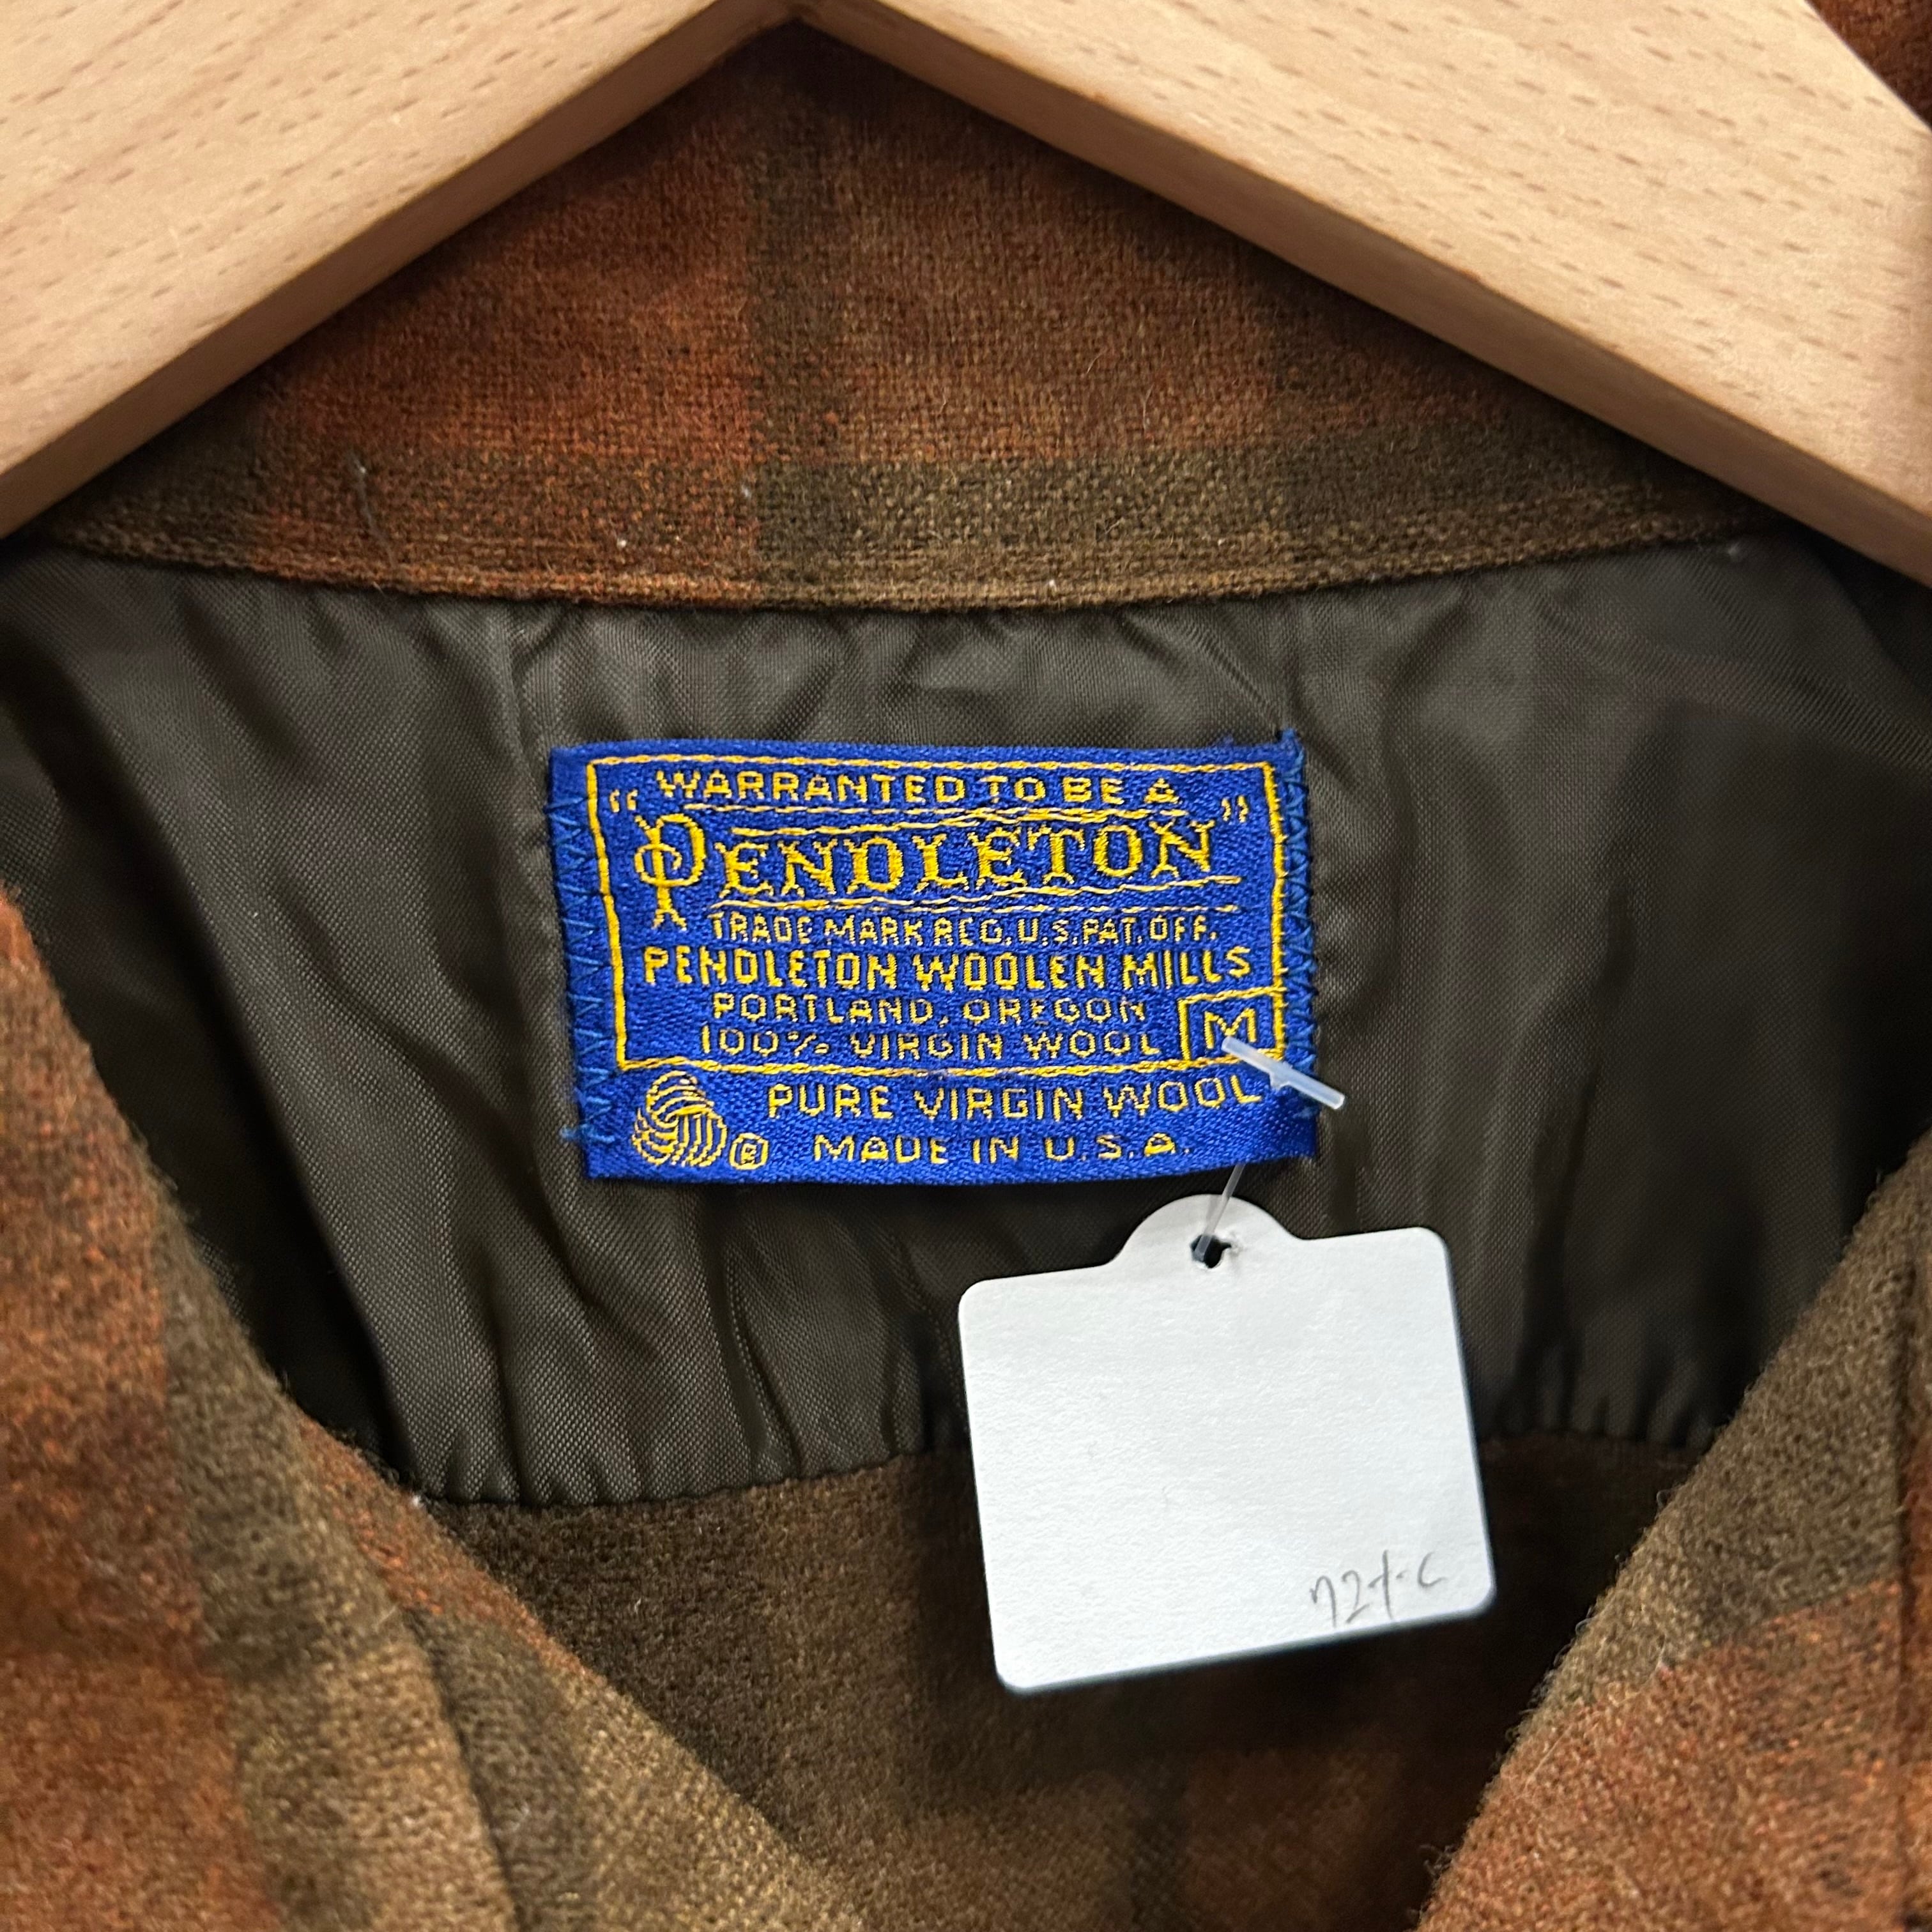 WARRANTED TO BE A
"PENDLETON"
TRADE MARK REG. U.S. PAT. OFF.
PENDLETON WOOLEN MILLS
PORTLAND, OREGON
100% VIRGIN WOOL M
PURE VIRGIN WOOL
® MADE IN U.S.A.